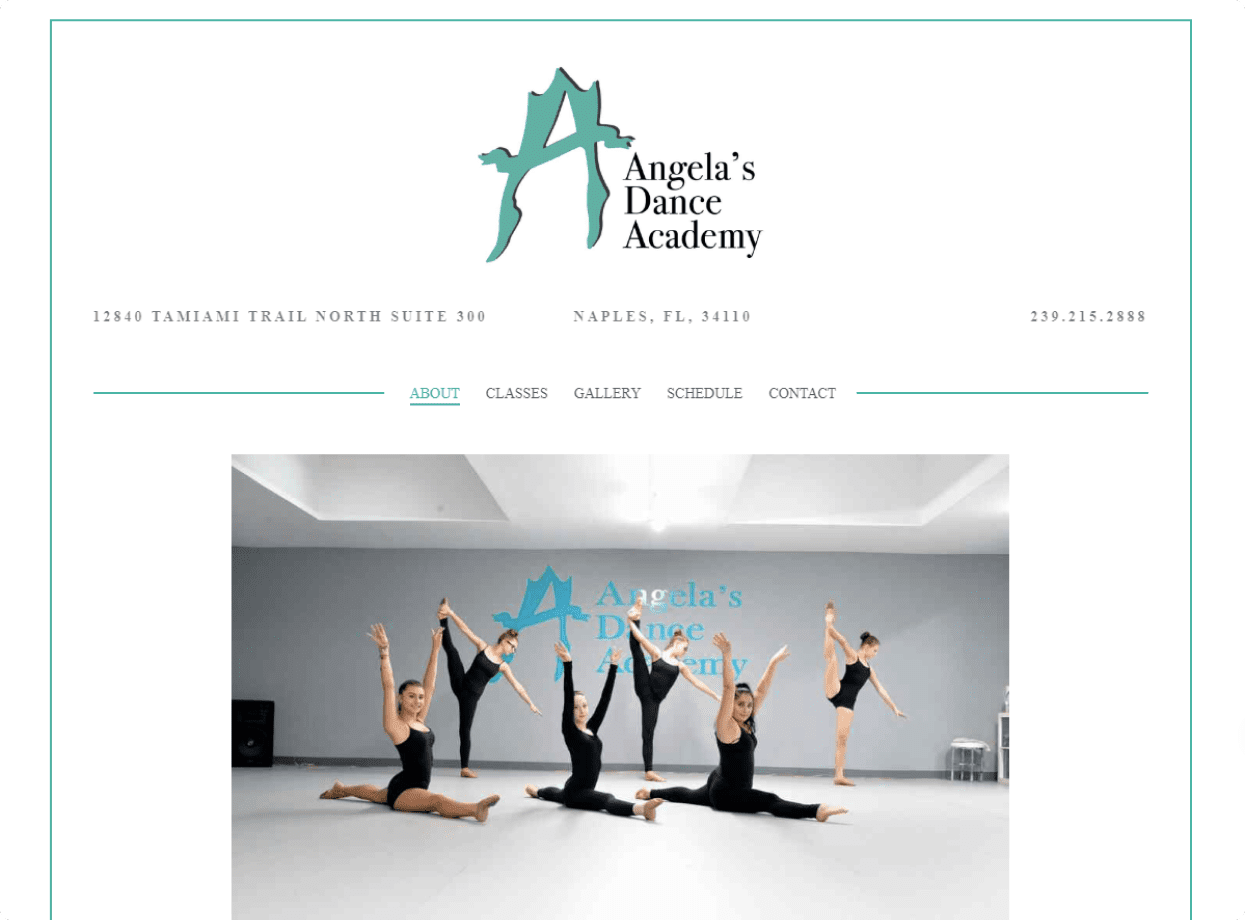 Angela's
Dance
Academy
12840 TAMIAMI TRAIL NORTH SUITE 300 NAPLES, FL, 34110 239.215.2888
ABOUT CLASSES GALLERY SCHEDULE CONTACT
Angela's
Dance
Academy